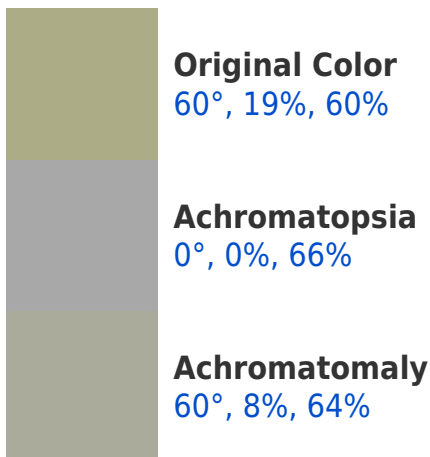 Original Color
60°, 19%, 60%
Achromatopsia
0°, 0%, 66%
Achromatomaly
60°, 8%, 64%